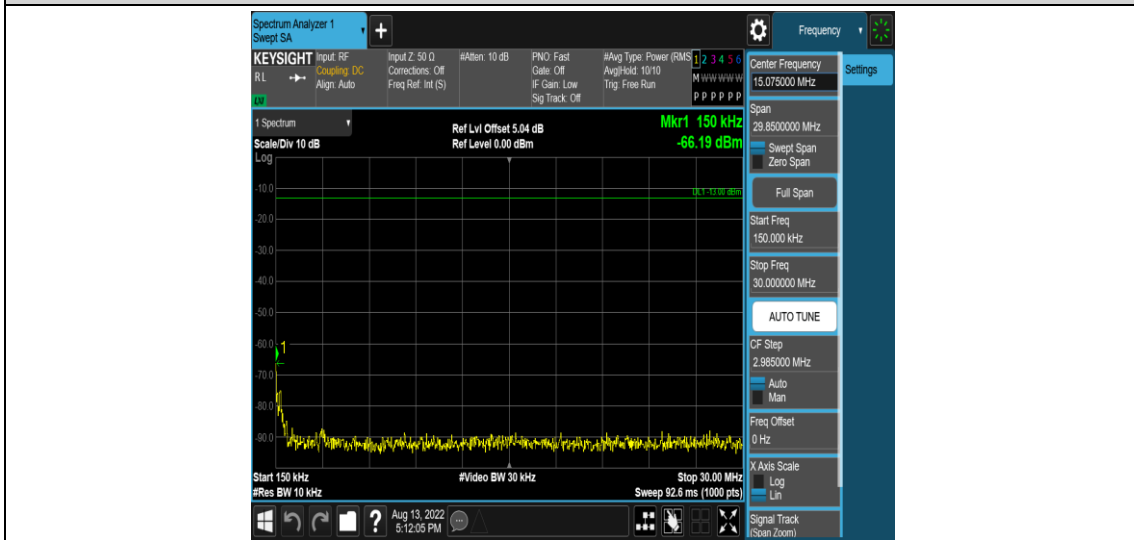 Spectrum Analyzer 1
Swept SA
+
Frequency
KEYSIGHT
RL
LXI
Input: RF
Coupling: DC
Align: Auto
Input Z: 50 Ω
Corrections: Off
Freq Ref: Int (S)
#Atten: 10 dB
PNO: Fast
Gate: Off
IF Gain: Low
Sig Track: Off
#Avg Type: Power (RMS
Avg|Hold: 10/10
Trig: Free Run
1 2 3 4 5 6
M W W W W W
P P P P P P
1 Spectrum
Scale/Div 10 dB
Log
Ref Lvl Offset 5.04 dB
Ref Level 0.00 dBm
Mkr1 150 kHz
-66.19 dBm
DL1 -13.00 dBm
-10.0
-20.0
-30.0
-40.0
-50.0
-60.0
1
-70.0
-80.0
-90.0
Start 150 kHz
#Res BW 10 kHz
#Video BW 30 kHz
Stop 30.00 MHz
Sweep 92.6 ms (1000 pts)
?
Aug 13, 2022
5:12:05 PM
Center Frequency
15.075000 MHz
Settings
Span
29.8500000 MHz
Swept Span
Zero Span
Full Span
Start Freq
150.000 kHz
Stop Freq
30.000000 MHz
AUTO TUNE
CF Step
2.985000 MHz
Auto
Man
Freq Offset
0 Hz
X Axis Scale
Log
Lin
Signal Track
(Span Zoom)